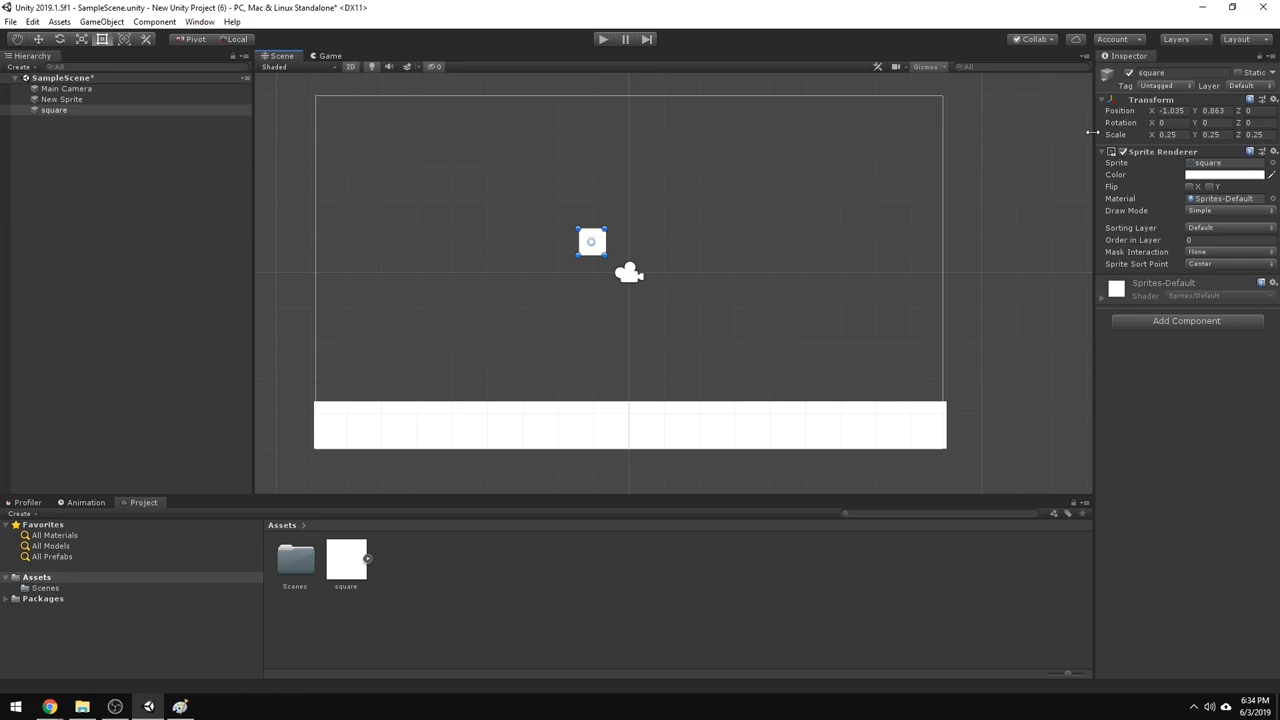 Unity 2019.1.5f1 - SampleScene.unity - New Unity Project (6) - PC, Mac & Linux Standalone* <DX11>
File Edit Assets GameObject Component Window Help
Pivot Local Collab Account Layers Layout
Hierarchy
Create All
SampleScene*
Main Camera
New Sprite
square
Scene Game
Shaded 2D 0 Gizmos All
Inspector
square Static
Tag Untagged Layer Default
Transform
Position X -1.035 Y 0.863 Z 0
Rotation X 0 Y 0 Z 0
Scale X 0.25 Y 0.25 Z 0.25
Sprite Renderer
Sprite square
Color
Flip X Y
Material Sprites-Default
Draw Mode Simple
Sorting Layer Default
Order in Layer 0
Mask Interaction None
Sprite Sort Point Center
Sprites-Default
Shader Sprites/Default
Add Component
Profiler Animation Project
Create
Favorites
All Materials
All Models
All Prefabs
Assets
Scenes
Packages
Assets
Scenes square
6:34 PM
6/3/2019